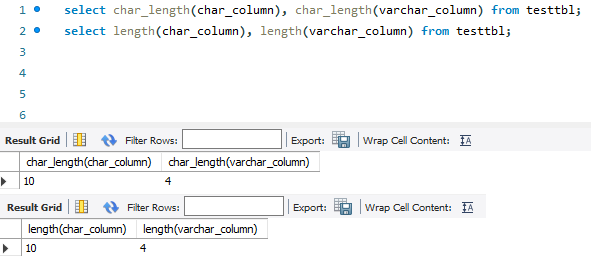 1 select char_length(char_column), char_length(varchar_column) from testtbl;
2 select length(char_column), length(varchar_column) from testtbl;
3
4
5
6
Result Grid Filter Rows: Export: Wrap Cell Content:
char_length(char_column) char_length(varchar_column)
10 4
Result Grid Filter Rows: Export: Wrap Cell Content:
length(char_column) length(varchar_column)
10 4